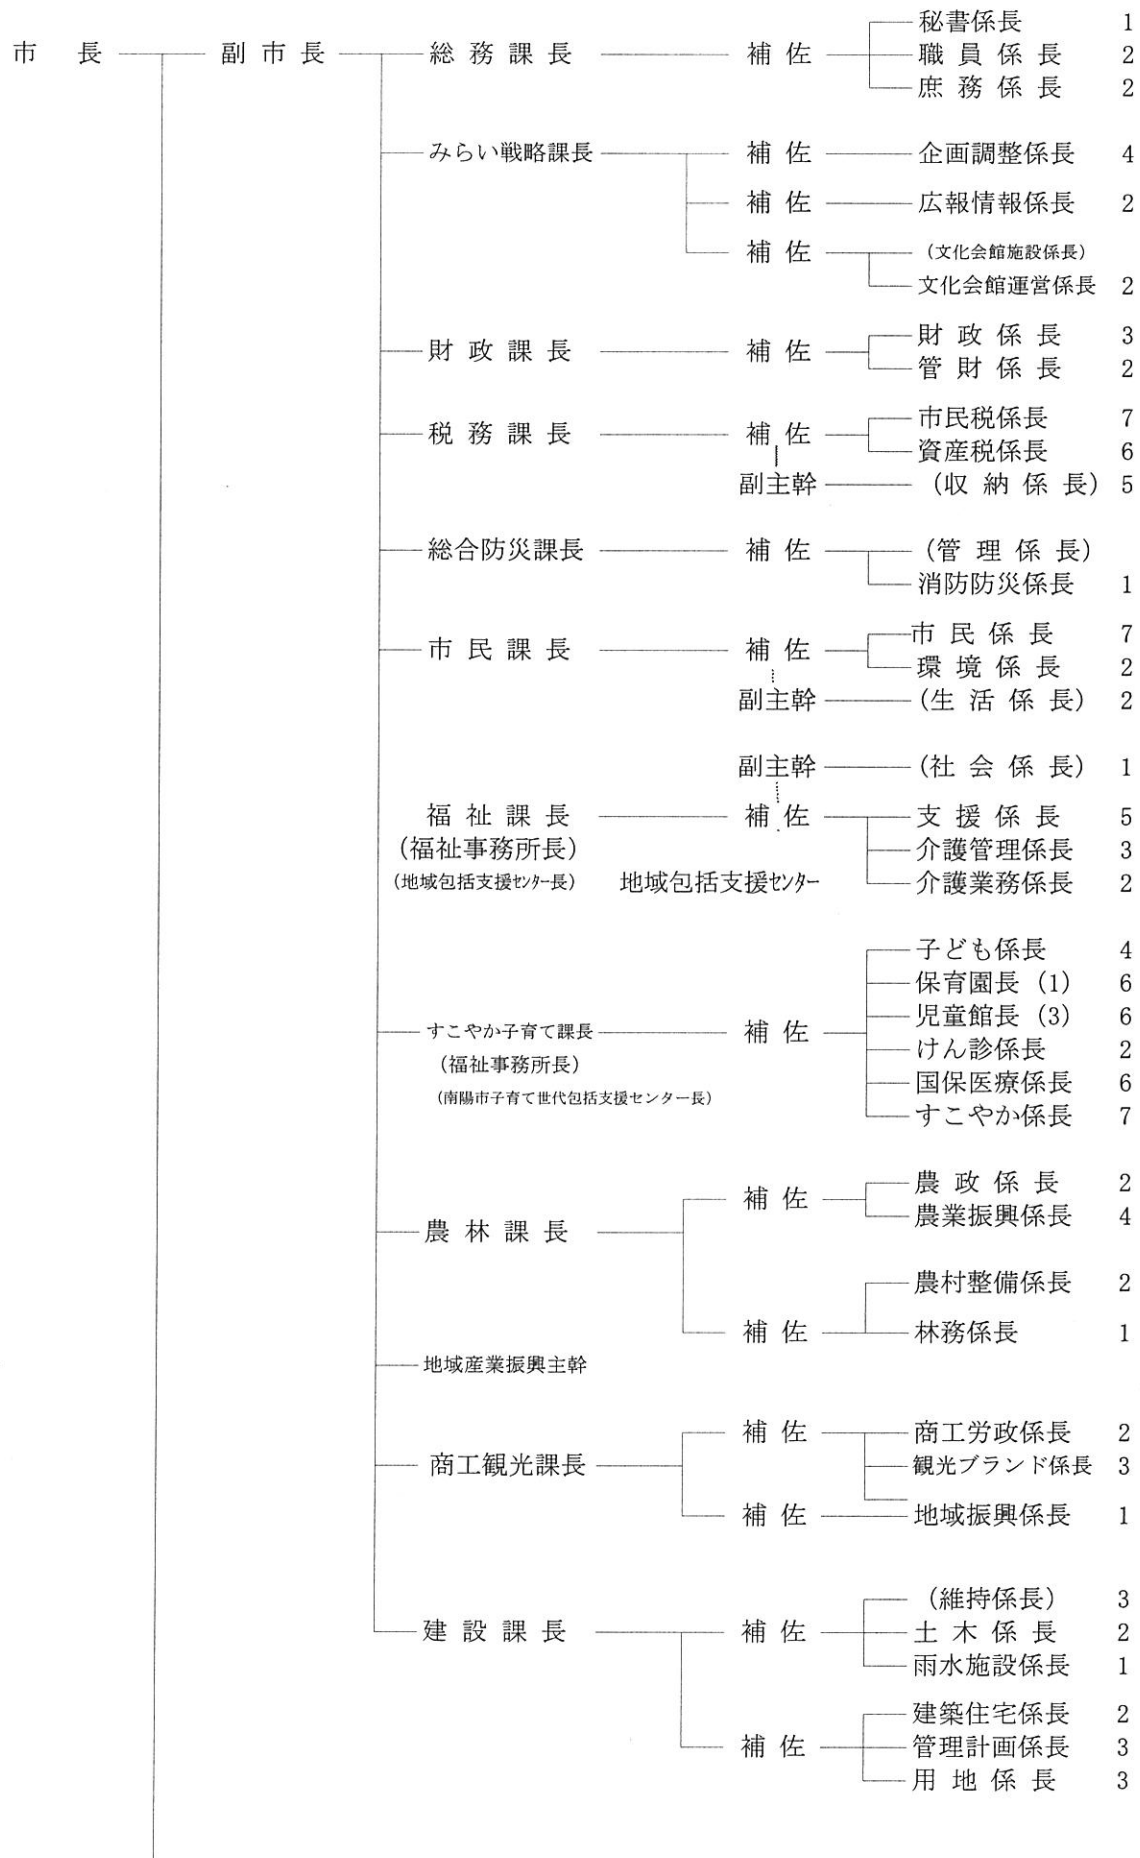 秘書係長 1
市長 副市長 総務課長 補佐 職員係長 2
庶務係長 2
みらい戦略課長 補佐 企画調整係長 4
補佐 広報情報係長 2
補佐 (文化会館施設係長)
文化会館運営係長 2
財政係長 3
財政課長 補佐
管財係長 2
市民税係長 7
税務課長 補佐
資産税係長 6
副主幹 (収納係長) 5
総合防災課長 補佐 (管理係長)
消防防災係長 1
市民係長 7
市民課長 補佐
環境係長 2
副主幹 (生活係長) 2
副主幹 (社会係長) 1
福祉課長 補佐 支援係長 5
(福祉事務所長) 介護管理係長 3
(地域包括支援センター長) 地域包括支援センター 介護業務係長 2
子ども係長 4
保育園長 (1) 6
児童館長 (3) 6
すこやか子育て課長 補佐
けん診係長 2
(福祉事務所長)
国保医療係長 6
(南陽市子育て世代包括支援センター長)
すこやか係長 7
農政係長 2
補佐
農業振興係長 4
農林課長
農村整備係長 2
補佐 林務係長 1
地域産業振興主幹
補佐 商工労政係長 2
商工観光課長 観光ブランド係長 3
補佐 地域振興係長 1
(維持係長) 3
建設課長 補佐 土木係長 2
雨水施設係長 1
建築住宅係長 2
補佐 管理計画係長 3
用地係長 3